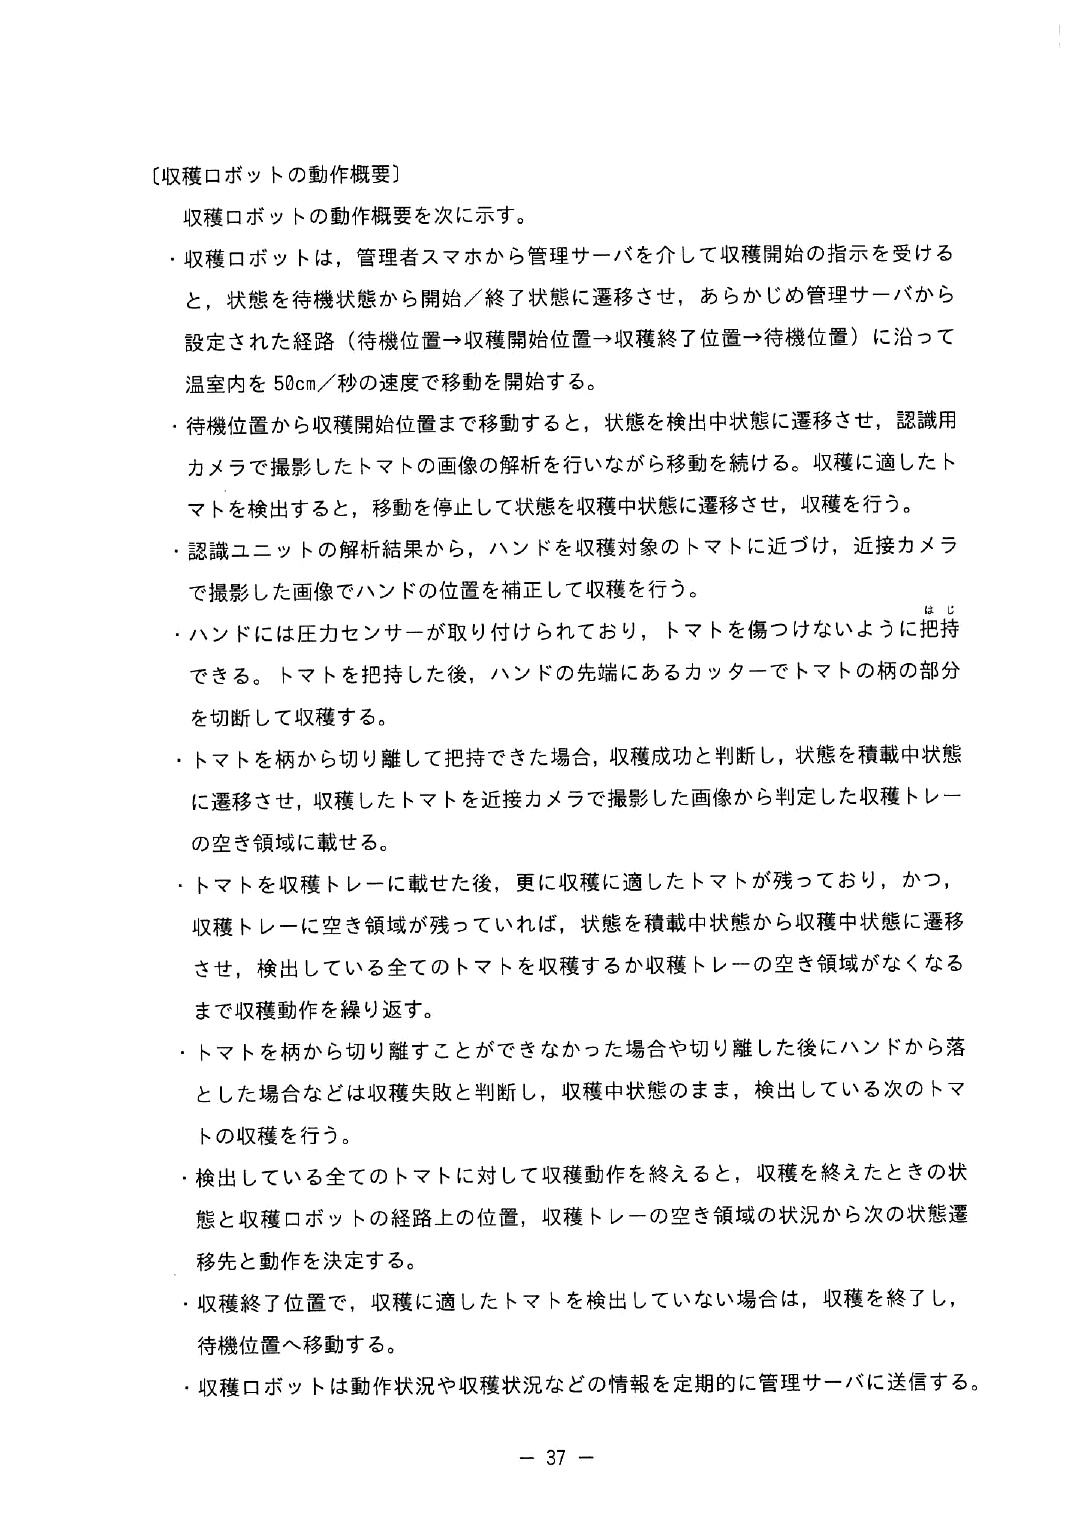 〔収穫ロボットの動作概要〕
収穫ロボットの動作概要を次に示す。
・収穫ロボットは，管理者スマホから管理サーバを介して収穫開始の指示を受ける
と，状態を待機状態から開始／終了状態に遷移させ，あらかじめ管理サーバから
設定された経路（待機位置→収穫開始位置→収穫終了位置→待機位置）に沿って
温室内を 50cm／秒の速度で移動を開始する。
・待機位置から収穫開始位置まで移動すると，状態を検出中状態に遷移させ，認識用
カメラで撮影したトマトの画像の解析を行いながら移動を続ける。収穫に適したト
マトを検出すると，移動を停止して状態を収穫中状態に遷移させ，収穫を行う。
・認識ユニットの解析結果から，ハンドを収穫対象のトマトに近づけ，近接カメラ
で撮影した画像でハンドの位置を補正して収穫を行う。
はじ
・ハンドには圧力センサーが取り付けられており，トマトを傷つけないように把持
できる。トマトを把持した後，ハンドの先端にあるカッターでトマトの柄の部分
を切断して収穫する。
・トマトを柄から切り離して把持できた場合，収穫成功と判断し，状態を積載中状態
に遷移させ，収穫したトマトを近接カメラで撮影した画像から判定した収穫トレー
の空き領域に載せる。
・トマトを収穫トレーに載せた後，更に収穫に適したトマトが残っており，かつ，
収穫トレーに空き領域が残っていれば，状態を積載中状態から収穫中状態に遷移
させ，検出している全てのトマトを収穫するか収穫トレーの空き領域がなくなる
まで収穫動作を繰り返す。
・トマトを柄から切り離すことができなかった場合や切り離した後にハンドから落
とした場合などは収穫失敗と判断し，収穫中状態のまま，検出している次のトマ
トの収穫を行う。
・検出している全てのトマトに対して収穫動作を終えると，収穫を終えたときの状
態と収穫ロボットの経路上の位置，収穫トレーの空き領域の状況から次の状態遷
移先と動作を決定する。
・収穫終了位置で，収穫に適したトマトを検出していない場合は，収穫を終了し，
待機位置へ移動する。
・収穫ロボットは動作状況や収穫状況などの情報を定期的に管理サーバに送信する。
－ 37 －